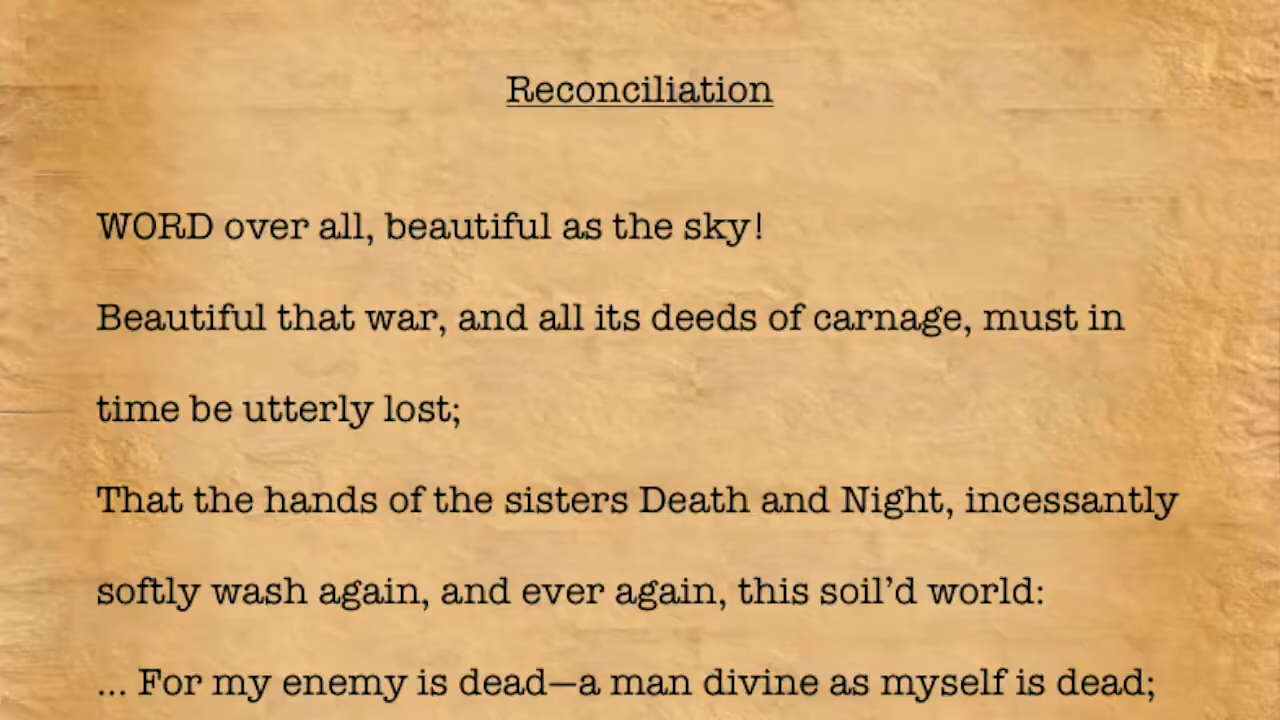 Reconciliation
WORD over all, beautiful as the sky!
Beautiful that war, and all its deeds of carnage, must in
time be utterly lost;
That the hands of the sisters Death and Night, incessantly
softly wash again, and ever again, this soil’d world:
... For my enemy is dead—a man divine as myself is dead;